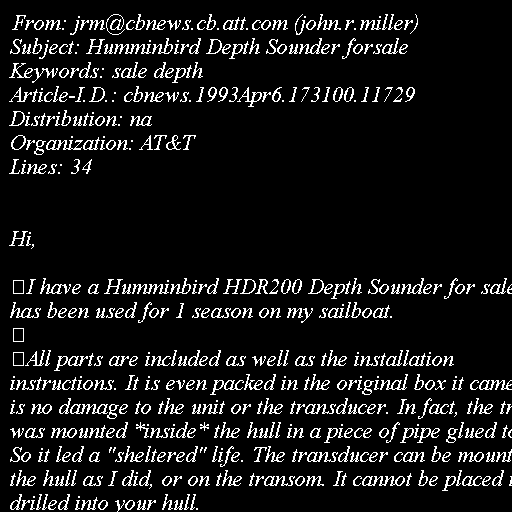 From: jrm@cbnews.cb.att.com (john.r.miller)
Subject: Humminbird Depth Sounder forsale
Keywords: sale depth
Article-I.D.: cbnews.1993Apr6.173100.11729
Distribution: na
Organization: AT&T
Lines: 34
Hi,
I have a Humminbird HDR200 Depth Sounder for sale
has been used for 1 season on my sailboat.
All parts are included as well as the installation
instructions. It is even packed in the original box it came
is no damage to the unit or the transducer. In fact, the
was mounted *inside* the hull in a piece of pipe glued
So it led a "sheltered" life. The transducer can be
the hull as I did, or on the transom. It cannot be placed
drilled into your hull.